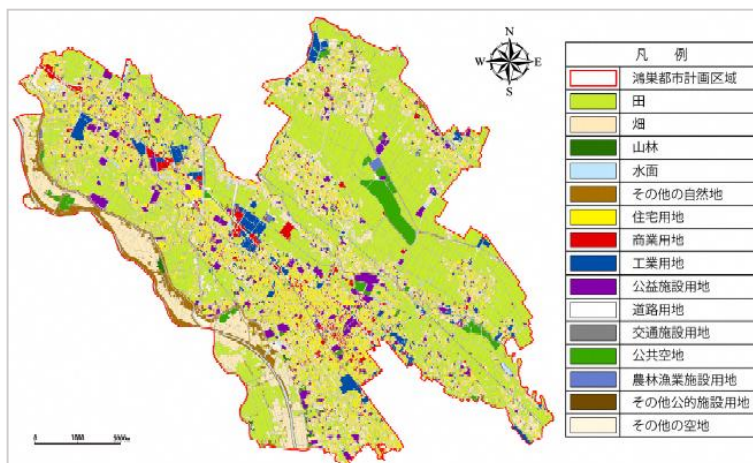 N
W
E
S
凡 例
鴻巣都市計画区域
田
畑
山林
水面
その他の自然地
住宅用地
商業用地
工業用地
公益施設用地
道路用地
交通施設用地
公共空地
農林漁業施設用地
その他公的施設用地
その他の空地